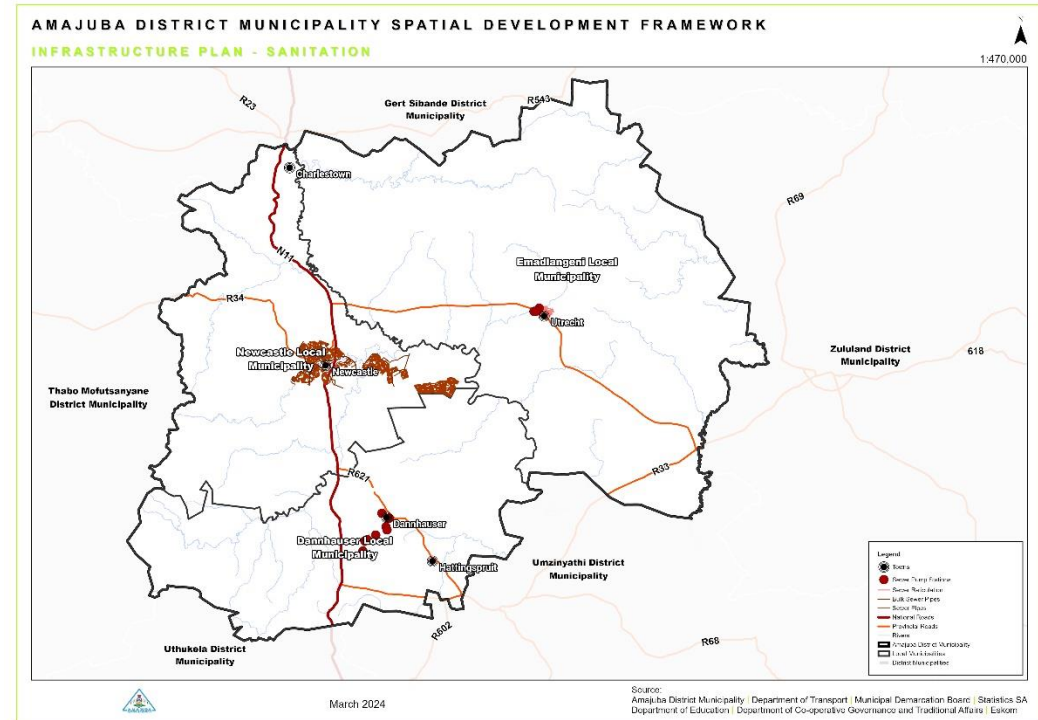 AMAJUBA DISTRICT MUNICIPALITY SPATIAL DEVELOPMENT FRAMEWORK
INFRASTRUCTURE PLAN - SANITATION
N
1:470,000
R23
Gert Sibande District
Municipality
R543
Charlestown
R69
N11
Emadlangeni Local
Municipality
R34
Utrecht
Newcastle Local
Municipality
Newcastle
Zululand District
Municipality
618
Thabo Mofutsanyane
District Municipality
R33
R621
Dannhauser
Dannhauser Local
Municipality
Hattingspruit
Umzinyathi District
Municipality
R602
R68
Uthukela District
Municipality
Legend
Towns
Sewer Pump Stations
Sewer Reticulation
Bulk Sewer Pipes
Sewer Pipes
National Roads
Provincial Roads
Rivers
Amajuba District Municipality
Local Municipalities
District Municipalities
AMAJUBA
March 2024
Source:
Amajuba District Municipality | Department of Transport | Municipal Demarcation Board | Statistics SA
Department of Education | Department of Co-operative Governance and Traditional Affairs | Eskom